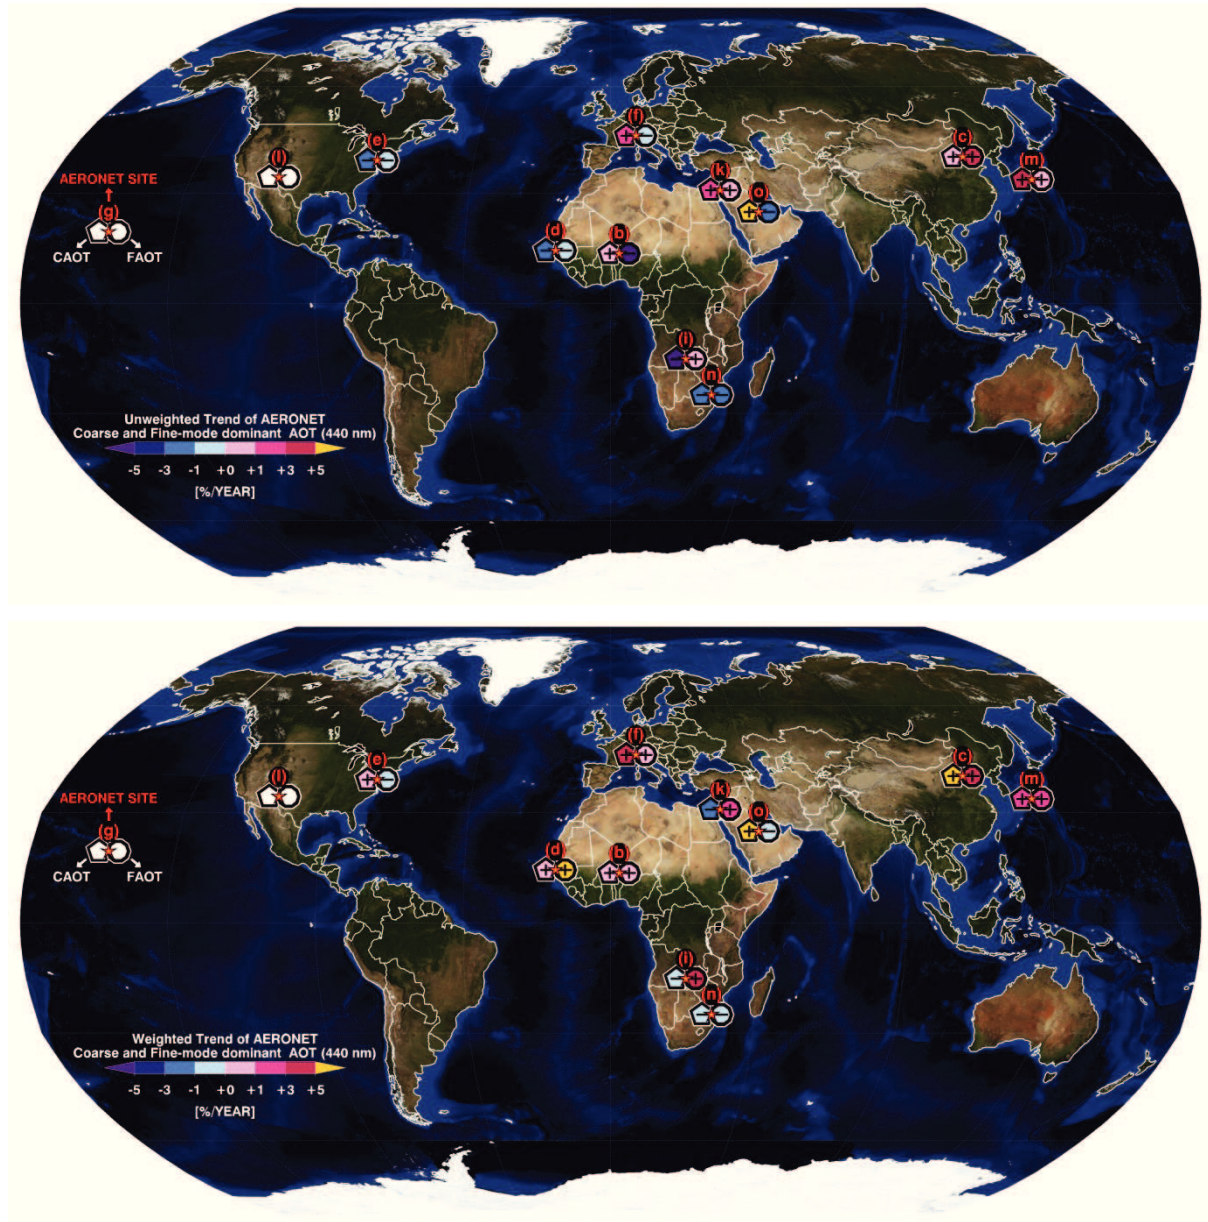 (f)
(e)
(c)
(l)
(m)
(k)
AERONET SITE
(o)
(g)
(d)
(b)
CAOT
FAOT
(i)
(n)
Unweighted Trend of AERONET
Coarse and Fine-mode dominant AOT (440 nm)
-5 -3 -1 +0 +1 +3 +5
[%/YEAR]
(f)
(e)
(c)
(l)
(m)
(k)
AERONET SITE
(o)
(g)
(d)
(b)
CAOT
FAOT
(i)
(n)
Weighted Trend of AERONET
Coarse and Fine-mode dominant AOT (440 nm)
-5 -3 -1 +0 +1 +3 +5
[%/YEAR]